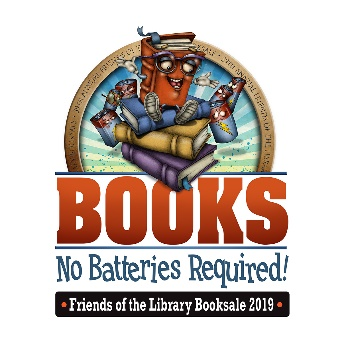 BOOKS
No Batteries Required!
• Friends of the Library Booksale 2019 •